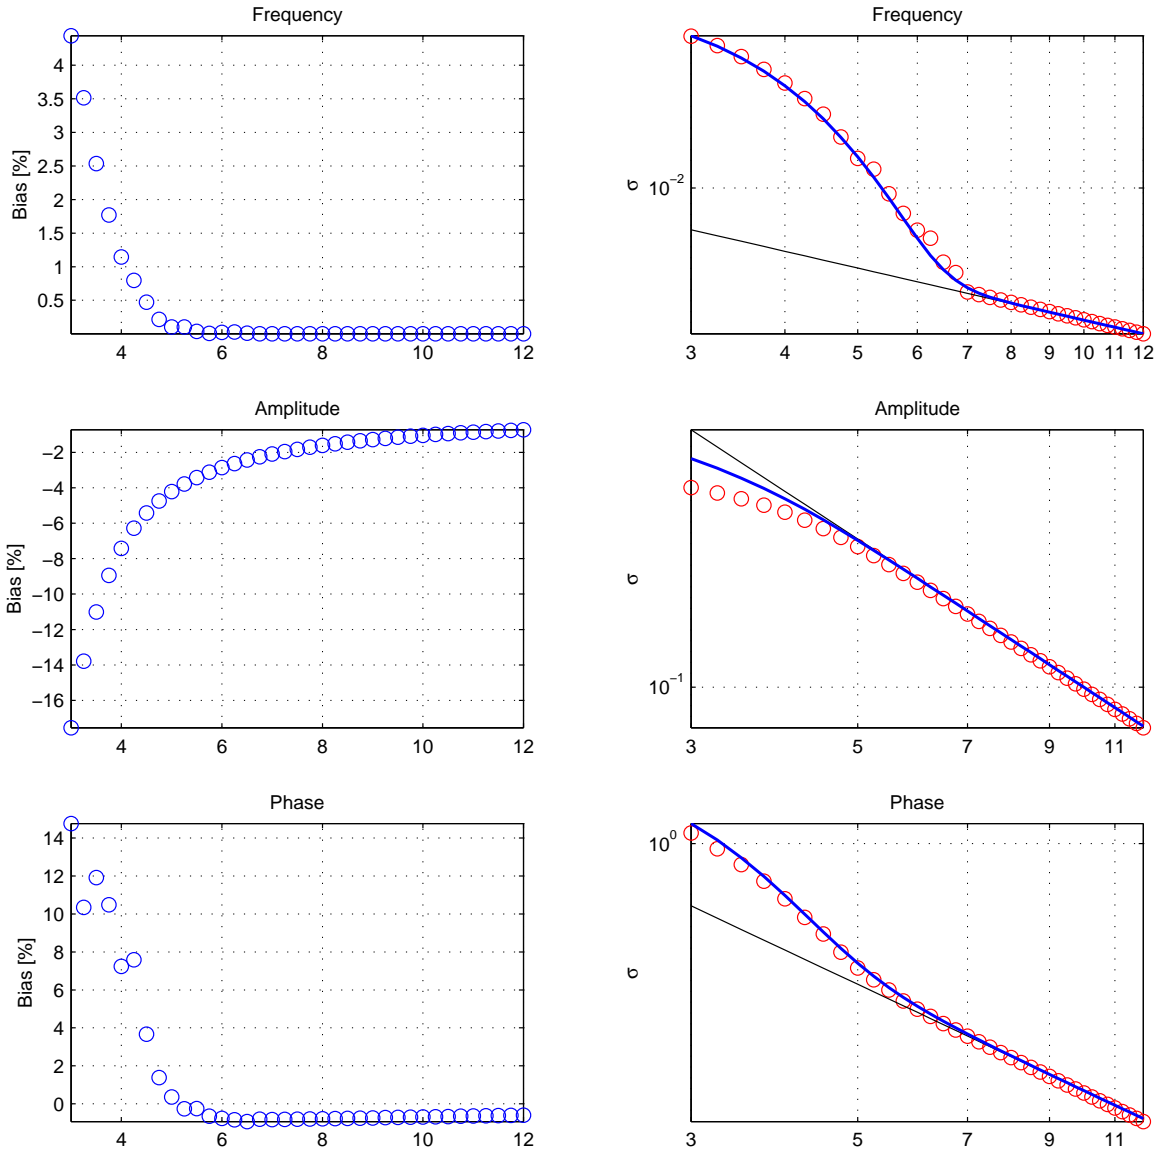 Frequency
Bias [%]
4
3.5
3
2.5
2
1.5
1
0.5
4 6 8 10 12
Frequency
σ
10−2
3 4 5 6 7 8 9 10 11 12
Amplitude
Bias [%]
−2
−4
−6
−8
−10
−12
−14
−16
4 6 8 10 12
Amplitude
σ
10−1
3 5 7 9 11
Phase
Bias [%]
14
12
10
8
6
4
2
0
4 6 8 10 12
Phase
σ
100
3 5 7 9 11